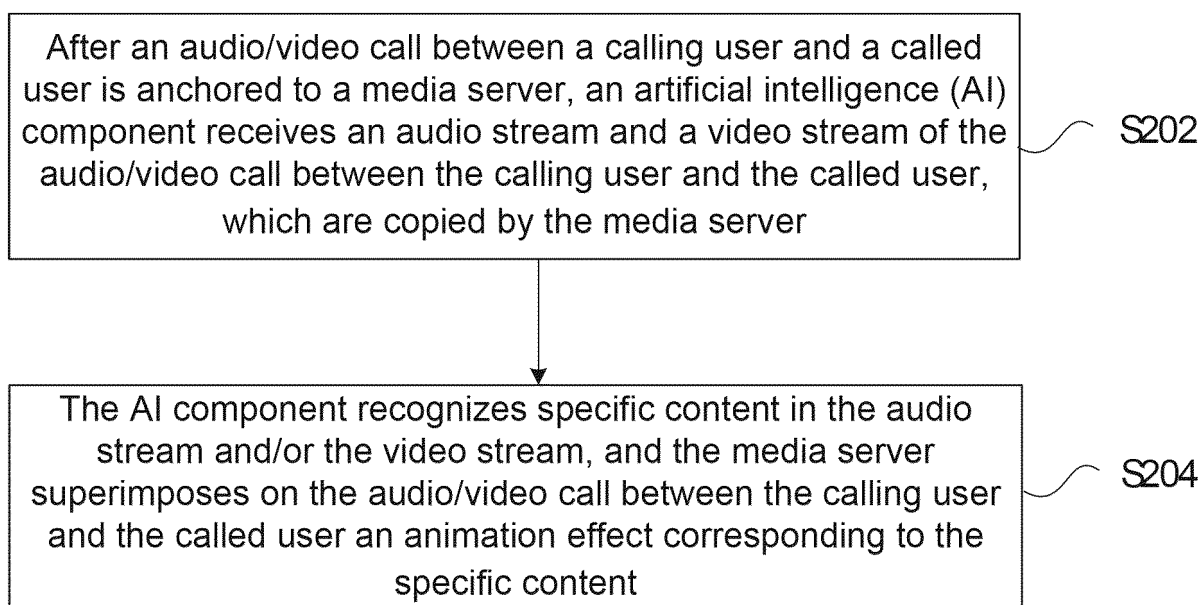 After an audio/video call between a calling user and a called
user is anchored to a media server, an artificial intelligence (AI)
component receives an audio stream and a video stream of the
audio/video call between the calling user and the called user,
which are copied by the media server
S202
The AI component recognizes specific content in the audio
stream and/or the video stream, and the media server
superimposes on the audio/video call between the calling user
and the called user an animation effect corresponding to the
specific content
S204